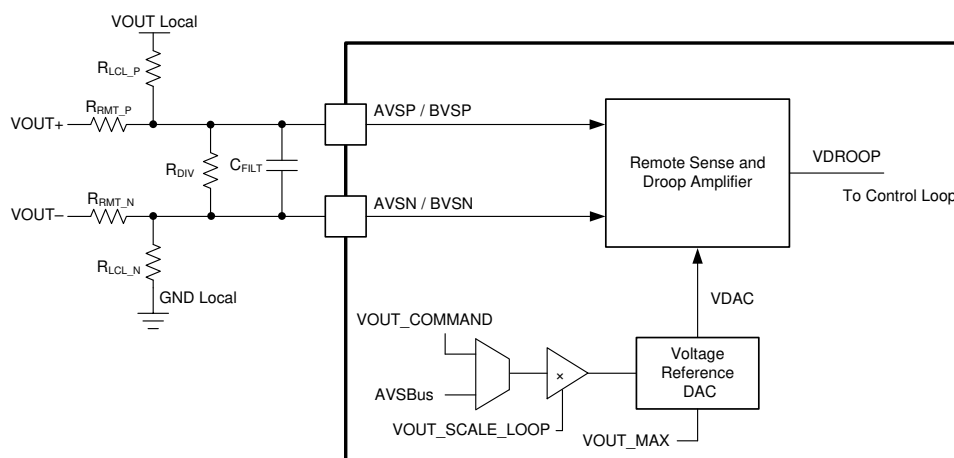 VOUT Local
RLCL_P
RRMT_P
VOUT+
AVSP / BVSP
RDIV
CFILT
Remote Sense and
Droop Amplifier
VDROOP
To Control Loop
RRMT_N
VOUT–
AVSN / BVSN
RLCL_N
GND Local
VDAC
VOUT_COMMAND
AVSBus
×
Voltage
Reference
DAC
VOUT_SCALE_LOOP
VOUT_MAX